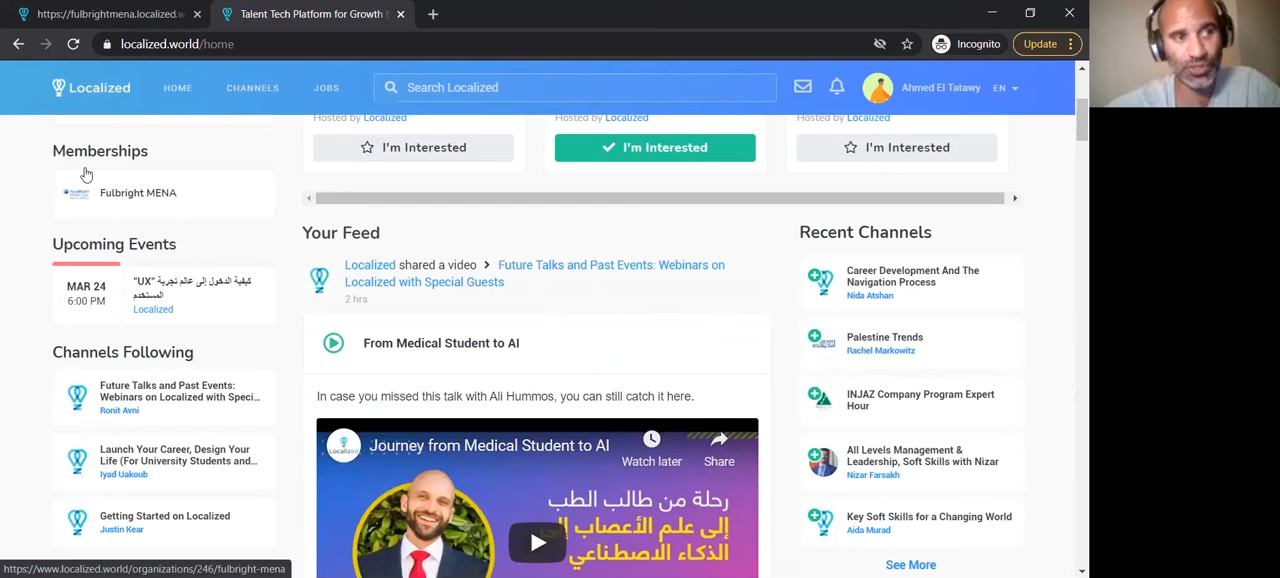 https://fulbrightmena.localized.w
Talent Tech Platform for Growth
localized.world/home
Incognito
Update
Localized
HOME
CHANNELS
JOBS
Search Localized
Ahmed El Tatawy
EN
Hosted by Localized
Hosted by Localized
Hosted by Localized
I'm Interested
I'm Interested
I'm Interested
Memberships
Fulbright MENA
Upcoming Events
MAR 24
6:00 PM
كيفية الدخول إلى عالم تجربة "UX"
المستخدم
Localized
Channels Following
Future Talks and Past Events:
Webinars on Localized with Speci...
Ronit Avni
Launch Your Career, Design Your
Life (For University Students and...
Iyad Uakoub
Getting Started on Localized
Justin Kear
Your Feed
Localized shared a video > Future Talks and Past Events: Webinars on
Localized with Special Guests
2 hrs
From Medical Student to AI
In case you missed this talk with Ali Hummos, you can still catch it here.
Journey from Medical Student to AI
Watch later
Share
رحلة من طالب الطب
إلى علم الأعصاب إلى
الذكاء الاصطناعي
Recent Channels
Career Development And The
Navigation Process
Nida Atshan
Palestine Trends
Rachel Markowitz
INJAZ Company Program Expert
Hour
All Levels Management &
Leadership, Soft Skills with Nizar
Nizar Farsakh
Key Soft Skills for a Changing World
Aida Murad
See More
https://www.localized.world/organizations/246/fulbright-mena